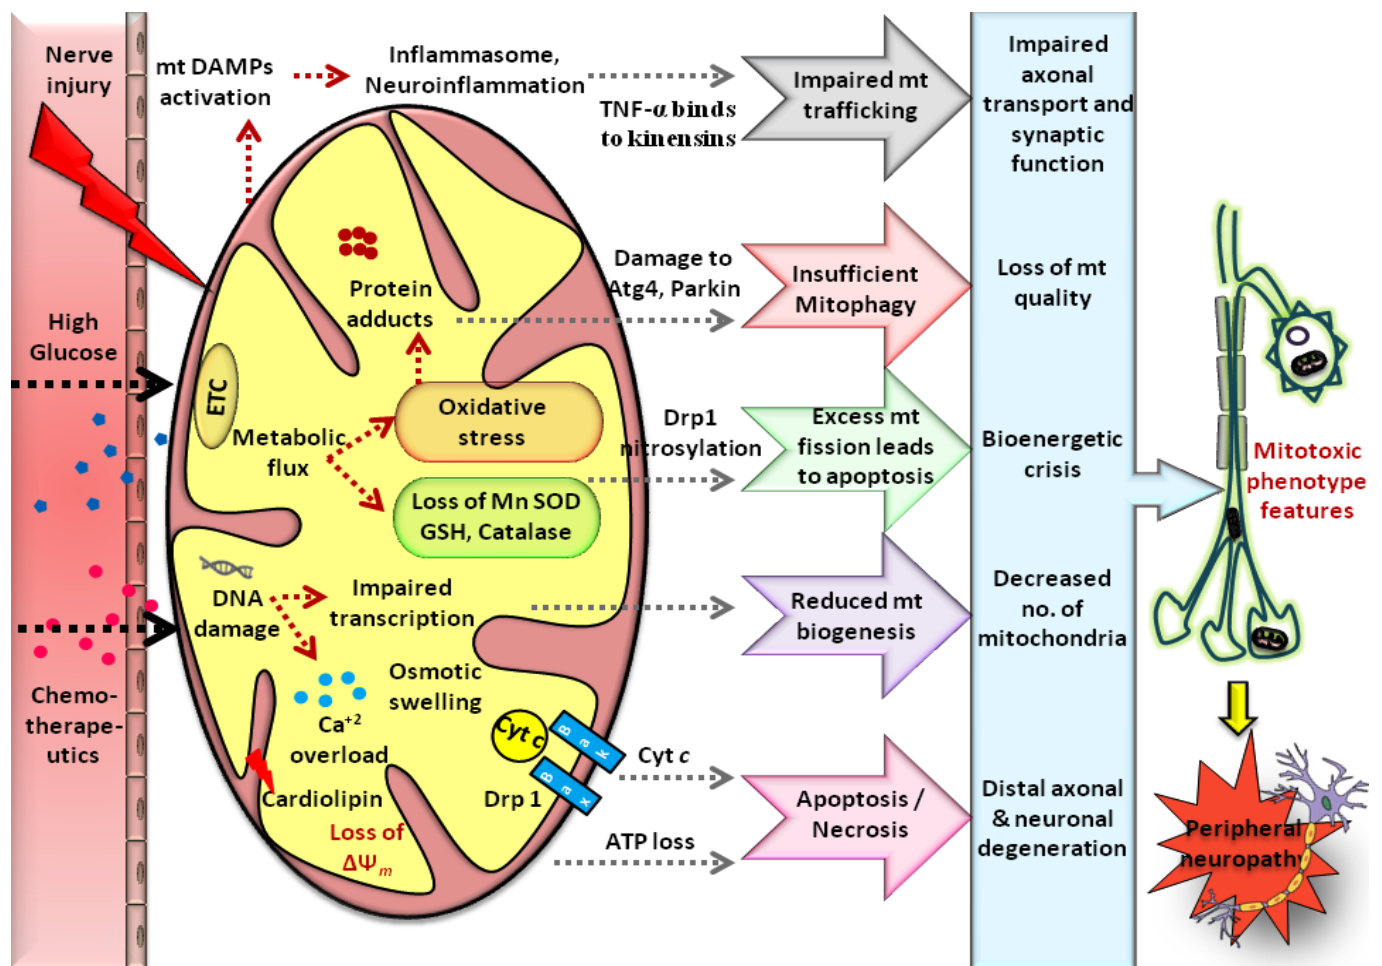 Nerve
injury
High
Glucose
Chemo-
therape-
utics
mt DAMPs
activation
Inflammasome,
Neuroinflammation
TNF-α binds
to kinensins
Protein
adducts
ETC
Metabolic
flux
Oxidative
stress
Loss of Mn SOD
GSH, Catalase
DNA
damage
Impaired
transcription
Osmotic
swelling
Ca+2
overload
Cardiolipin
Loss of
ΔΨm
Cyt c
Bak
Bax
Drp 1
Damage to
Atg4, Parkin
Drp1
nitrosylation
Cyt c
ATP loss
Impaired mt
trafficking
Insufficient
Mitophagy
Excess mt
fission leads
to apoptosis
Reduced mt
biogenesis
Apoptosis /
Necrosis
Impaired
axonal
transport and
synaptic
function
Loss of mt
quality
Bioenergetic
crisis
Decreased
no. of
mitochondria
Distal axonal
& neuronal
degeneration
Mitotoxic
phenotype
features
Peripheral
neuropathy